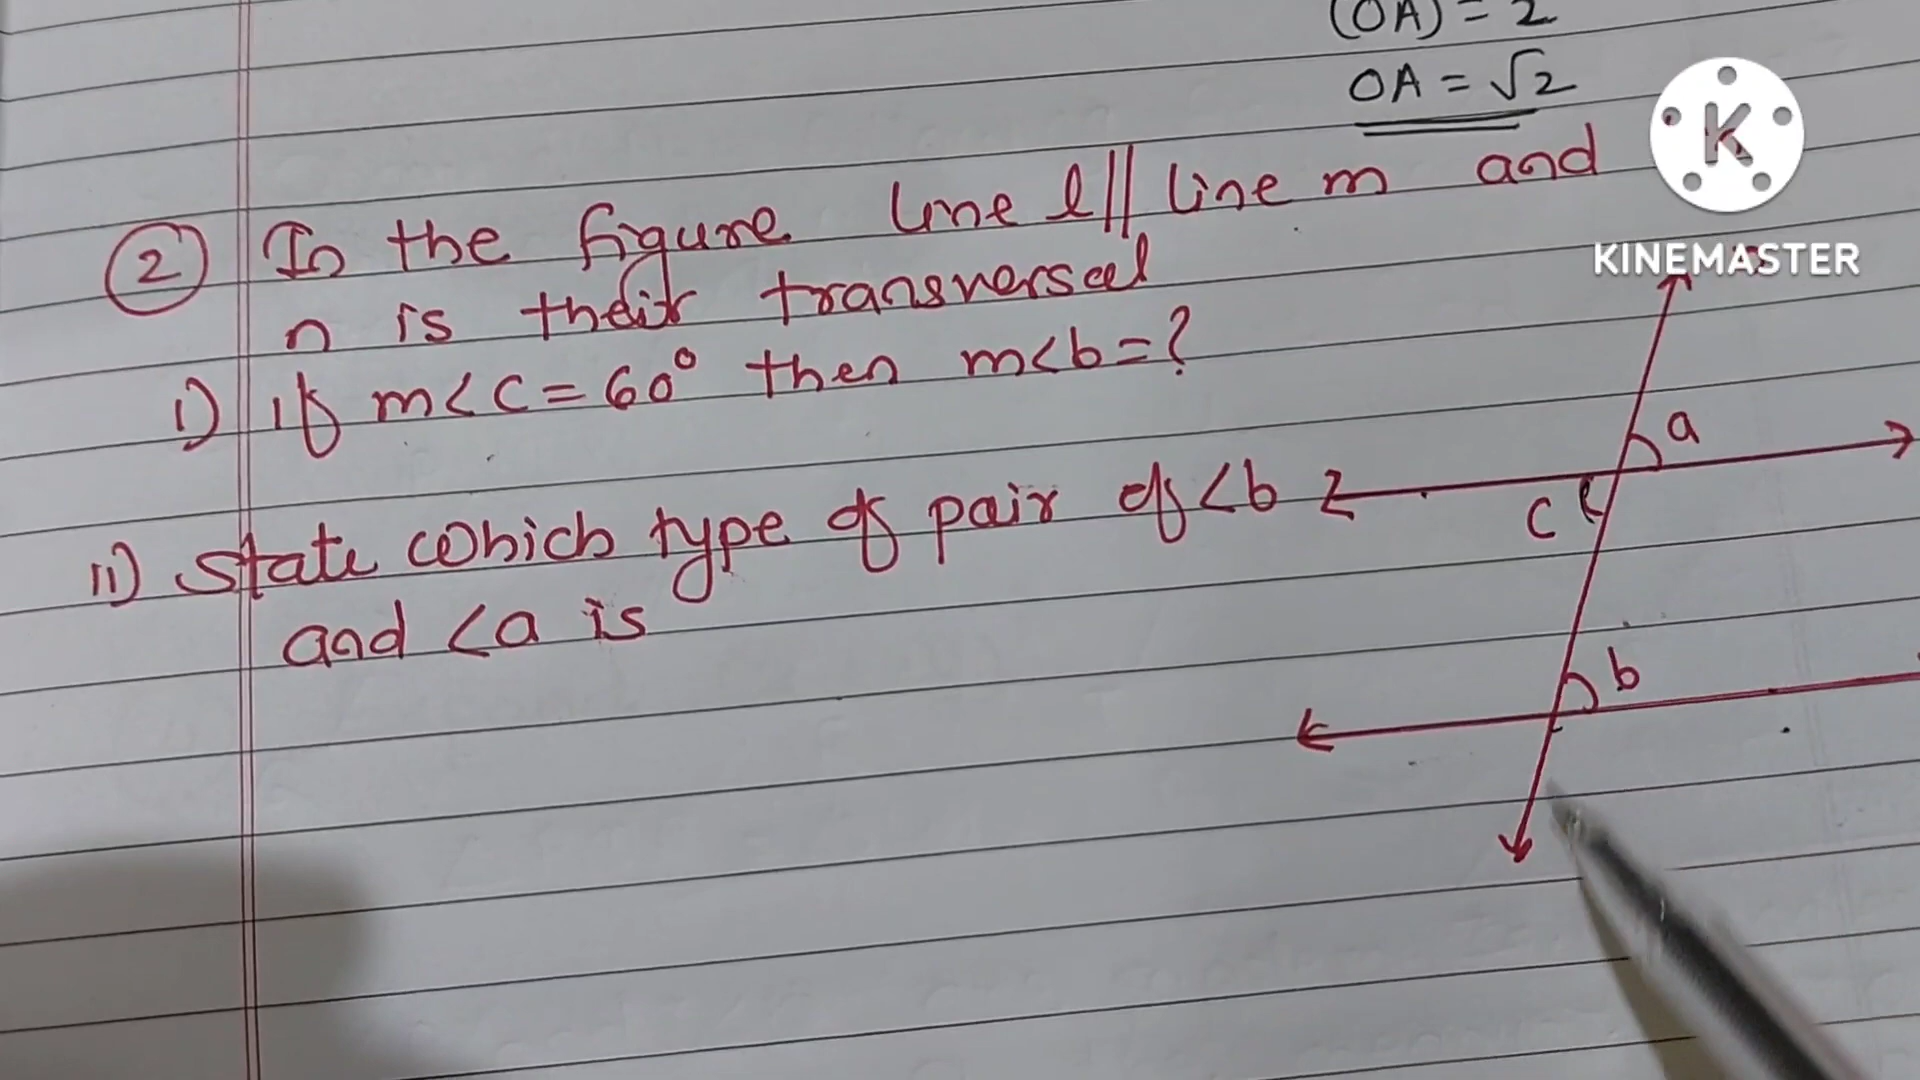 (OA) = 2
OA = √2
K
KINEMASTER
2 In the figure line l || line m and
n is their transversal
i) if m<c = 60° then m<b = ?
ii) state which type of pair of <b
and <a is
a
c
b